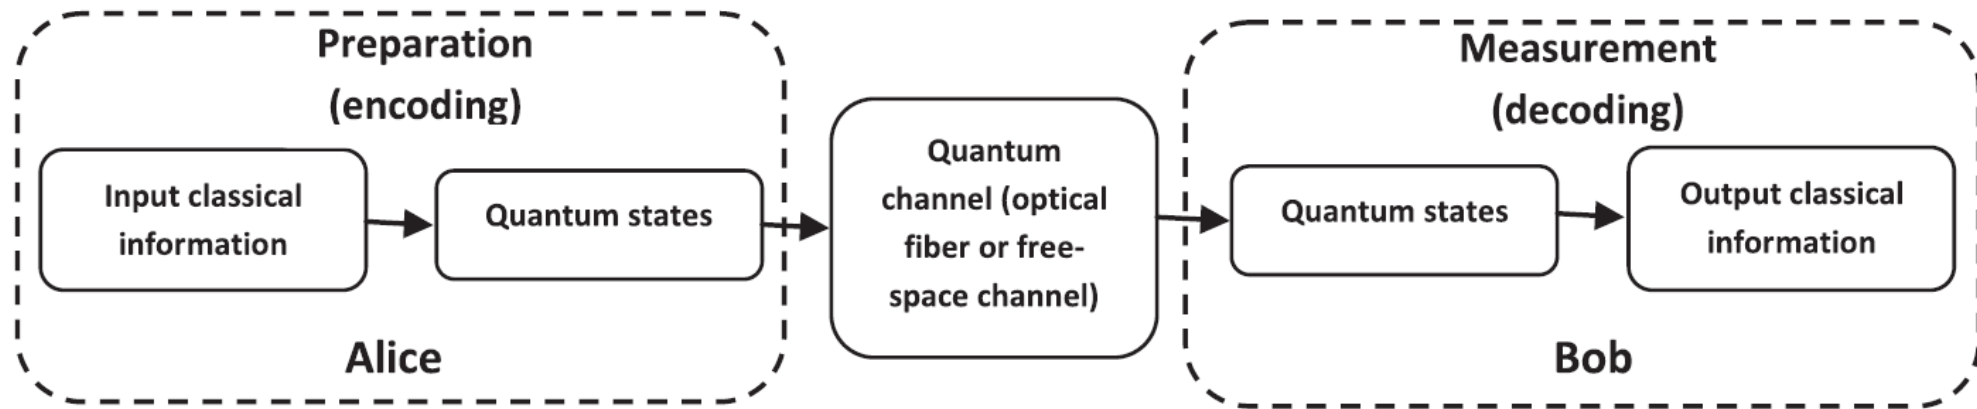 Preparation
(encoding)
Input classical
information
Quantum states
Alice
Quantum
channel (optical
fiber or free-
space channel)
Measurement
(decoding)
Quantum states
Output classical
information
Bob